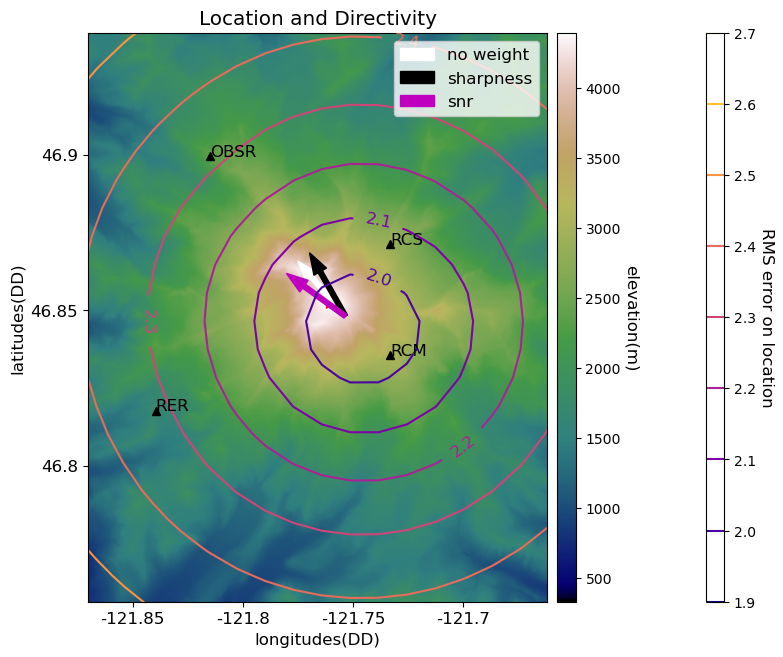 Location and Directivity
2.4
no weight
sharpness
snr
OBSR
RCS
RCM
RER
2.1
2.0
2.3
2.2
46.9
46.85
46.8
latitudes(DD)
-121.85
-121.8
-121.75
-121.7
longitudes(DD)
4000
3500
3000
2500
2000
1500
1000
500
elevation(m)
2.7
2.6
2.5
2.4
2.3
2.2
2.1
2.0
1.9
RMS error on location